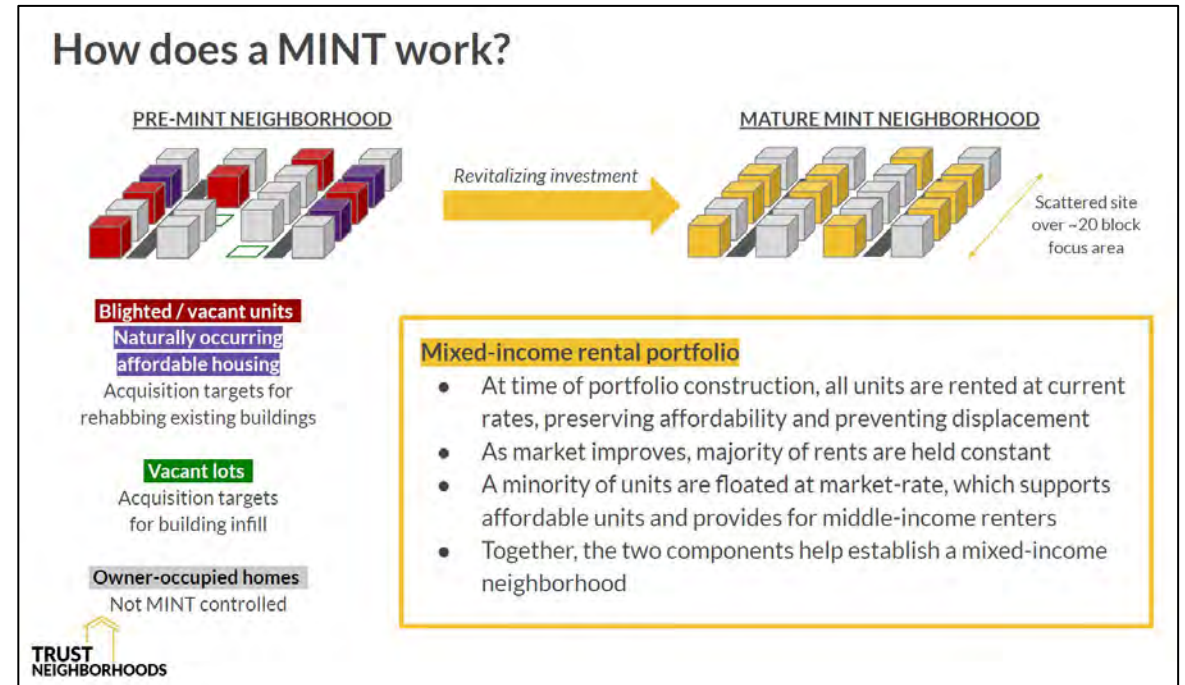 How does a MINT work?
PRE-MINT NEIGHBORHOOD
Revitalizing investment
MATURE MINT NEIGHBORHOOD
Scattered site
over ~20 block
focus area
Blighted / vacant units
Naturally occurring
affordable housing
Acquisition targets for
rehabbing existing buildings
Vacant lots
Acquisition targets
for building infill
Owner-occupied homes
Not MINT controlled
Mixed-income rental portfolio
● At time of portfolio construction, all units are rented at current
rates, preserving affordability and preventing displacement
● As market improves, majority of rents are held constant
● A minority of units are floated at market-rate, which supports
affordable units and provides for middle-income renters
● Together, the two components help establish a mixed-income
neighborhood
TRUST
NEIGHBORHOODS